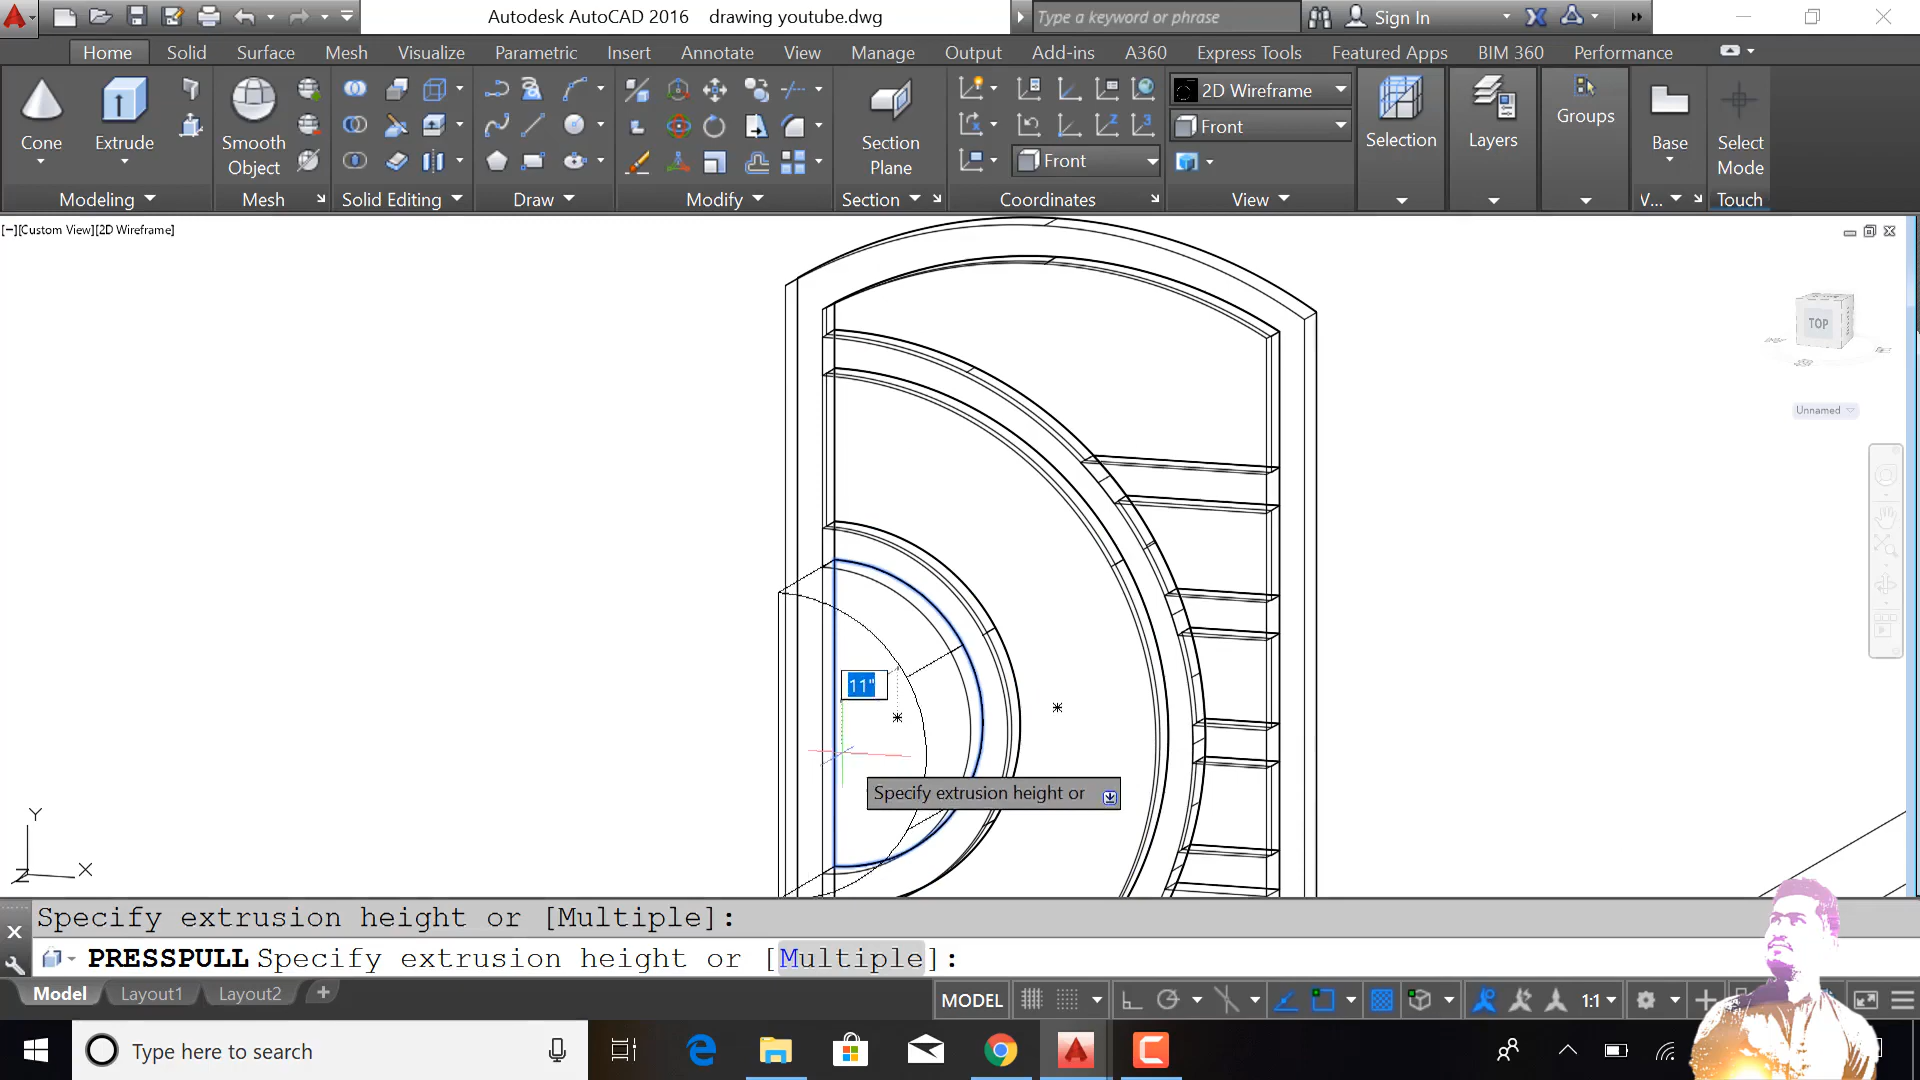 Autodesk AutoCAD 2016 drawing youtube.dwg
Type a keyword or phrase
Sign In
Home Solid Surface Mesh Visualize Parametric Insert Annotate View Manage Output Add-ins A360 Express Tools Featured Apps BIM 360 Performance
Cone
Extrude
Smooth
Object
Section
Plane
2D Wireframe
Front
Front
Selection
Layers
Groups
Base
Select
Mode
Modeling
Mesh
Solid Editing
Draw
Modify
Section
Coordinates
View
V...
Touch
[−][Custom View][2D Wireframe]
TOP
Unnamed
11"
Specify extrusion height or
Y
X
Z
Specify extrusion height or [Multiple]:
PRESSPULL Specify extrusion height or [Multiple]:
Model Layout1 Layout2
MODEL
1:1
Type here to search